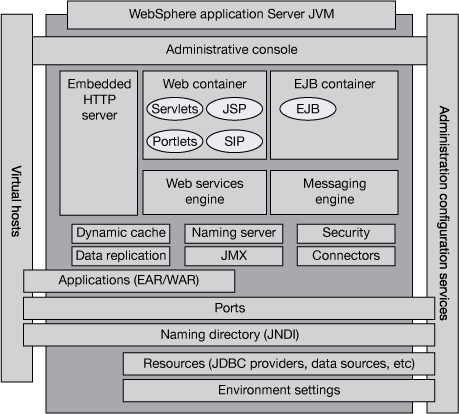 WebSphere application Server JVM
Administrative console
Embedded
HTTP
server
Web container
Servlets
JSP
Portlets
SIP
EJB container
EJB
Web services
engine
Messaging
engine
Dynamic cache
Naming server
Security
Data replication
JMX
Connectors
Applications (EAR/WAR)
Ports
Naming directory (JNDI)
Resources (JDBC providers, data sources, etc)
Environment settings
Virtual hosts
Administration configuration services